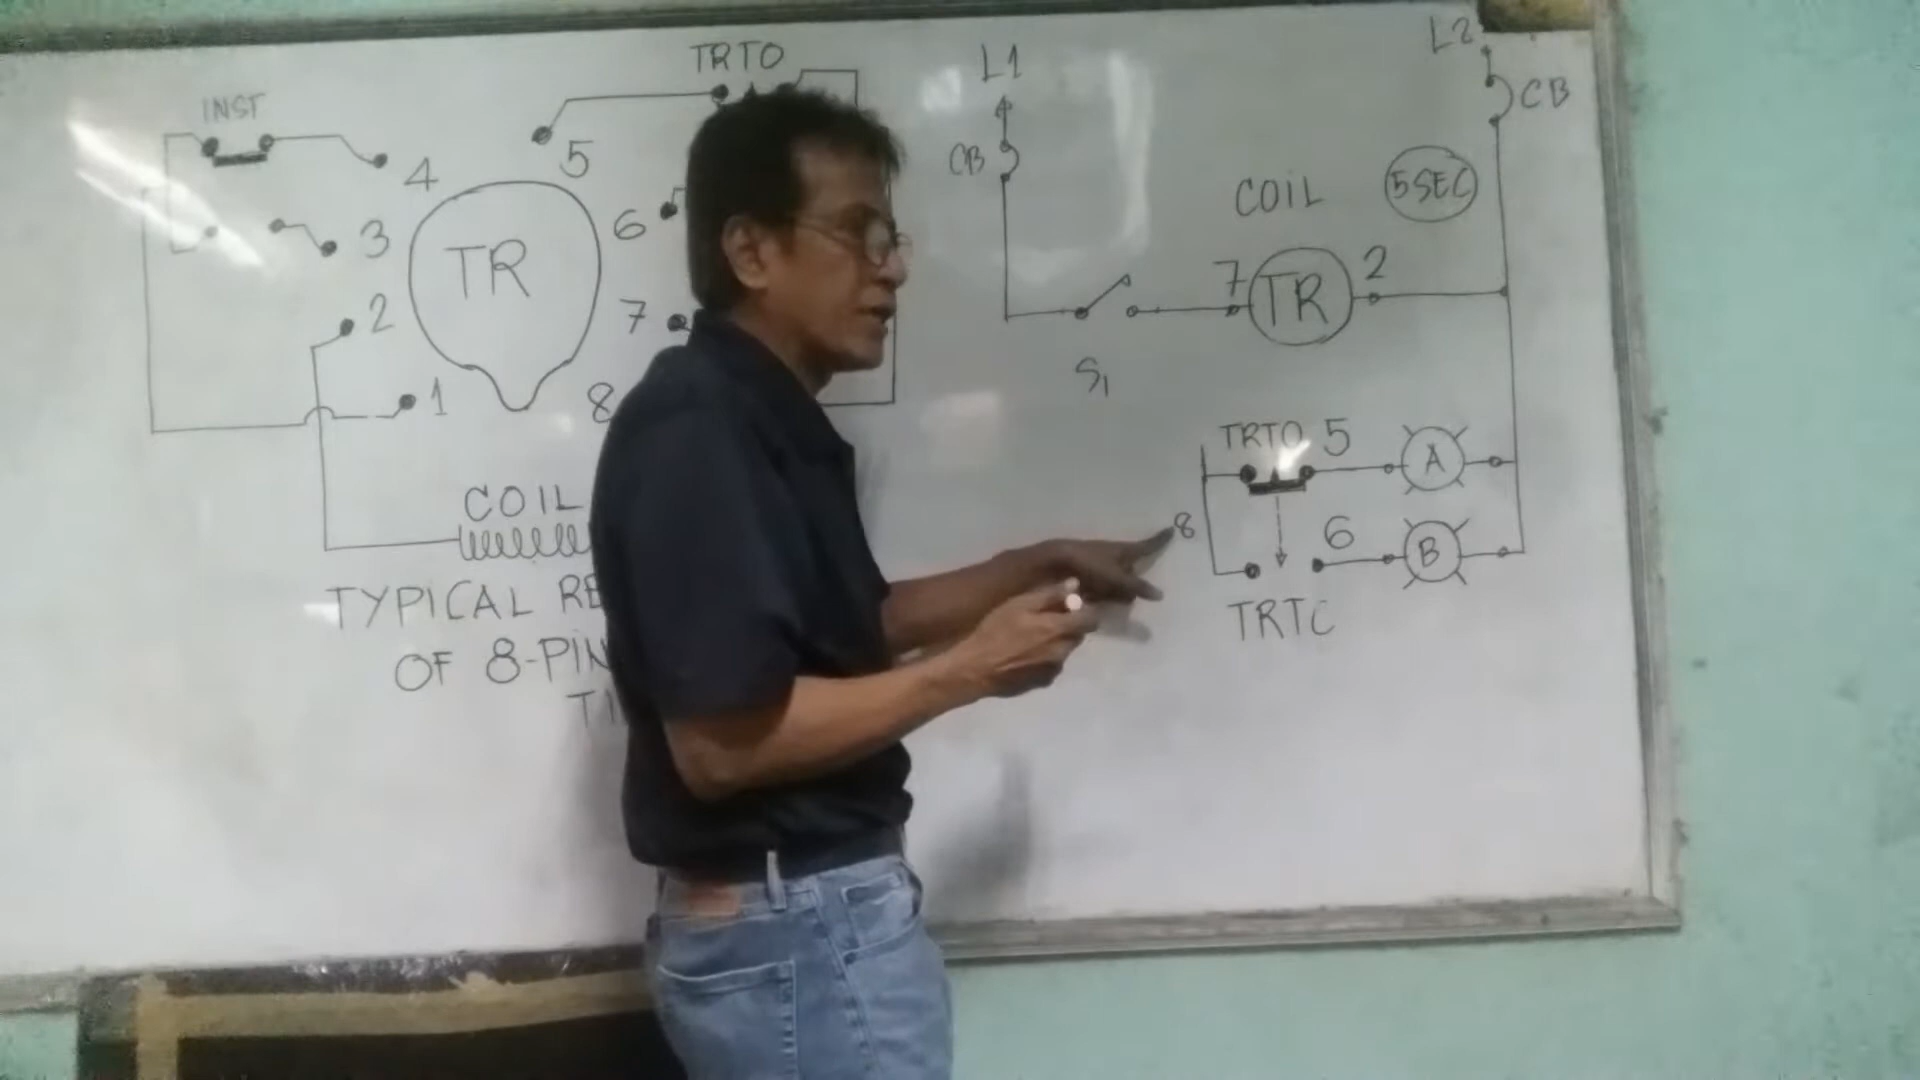 INST
4
3
2
1
TR
TRTO
5
6
7
8
COIL
TYPICAL
OF 8-PIN
L1
CB
L2
CB
COIL
5SEC
7
TR
2
S1
TRTO
5
A
8
6
B
TRTC